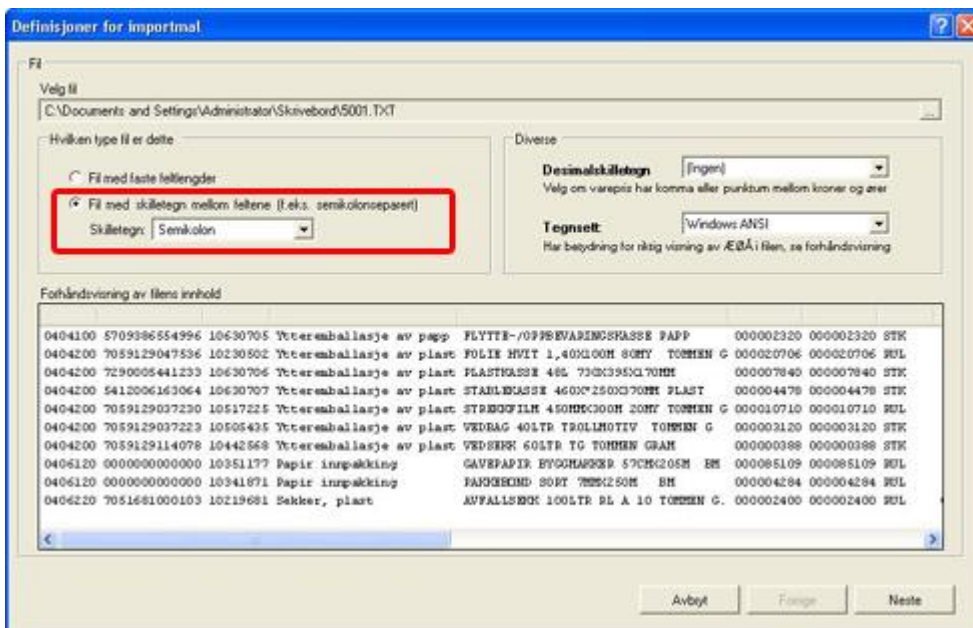 Definisjoner for importmal
Fil
Velg fil
C:\Documents and Settings\Administrator\Skrivebord\5001.TXT
...
Hvilken type fil er dette
Fil med faste feltlengder
Fil med skilletegn mellom feltene (f.eks. semikolonseparert)
Skilletegn: Semikolon
Diverse
Desimalskilletegn (Ingen)
Velg om varepris har komma eller punktum mellom kroner og ører
Tegnsett: Windows ANSI
Har betydning for riktig visning av ÆØÅ i filen, se forhåndsvisning
Forhåndsvisning av filens innhold
0404100 5709386554996 10630705 Ytteremballasje av papp FLYTTE-/OPPBEVARINGSKASSE PAPP 000002320 000002320 STK
0404200 7059129047536 10230502 Ytteremballasje av plast FOLIE HVIT 1,40X100M 80MY TOMMEN G 000020706 000020706 RUL
0404200 7290005441233 10630706 Ytteremballasje av plast PLASTKASSE 48L 730X395X170MM 000007840 000007840 STK
0404200 5412006163064 10630707 Ytteremballasje av plast STABLEKASSE 460X*250X370MM PLAST 000004478 000004478 STK
0404200 7059129037230 10517225 Ytteremballasje av plast 450MMX300M 20MY TOMMEN G 000010710 000010710 RUL
0404200 7059129037223 10505435 Ytteremballasje av plast VEDBAG 40LTR TROLLMOTIV TOMMEN G 000003120 000003120 STK
0404200 7059129114078 10442568 Ytteremballasje av plast VEDSEKK 60LTR TG TOMMEN GRAM 000000388 000000388 STK
0406120 0000000000000 10351177 Papir innpakking GAVEPAPIR BYGGMAKKER 57CMX205M BM 000085109 000085109 RUL
0406120 0000000000000 10341871 Papir innpakking SORT 7MMX250M BM 000004284 000004284 RUL
0406220 7051681000103 10219681 Sekker, plast AVFALLSEKK 100LTR RL A 10 TOMMEN G. 000002400 000002400 RUL
Avbryt Forrige Neste